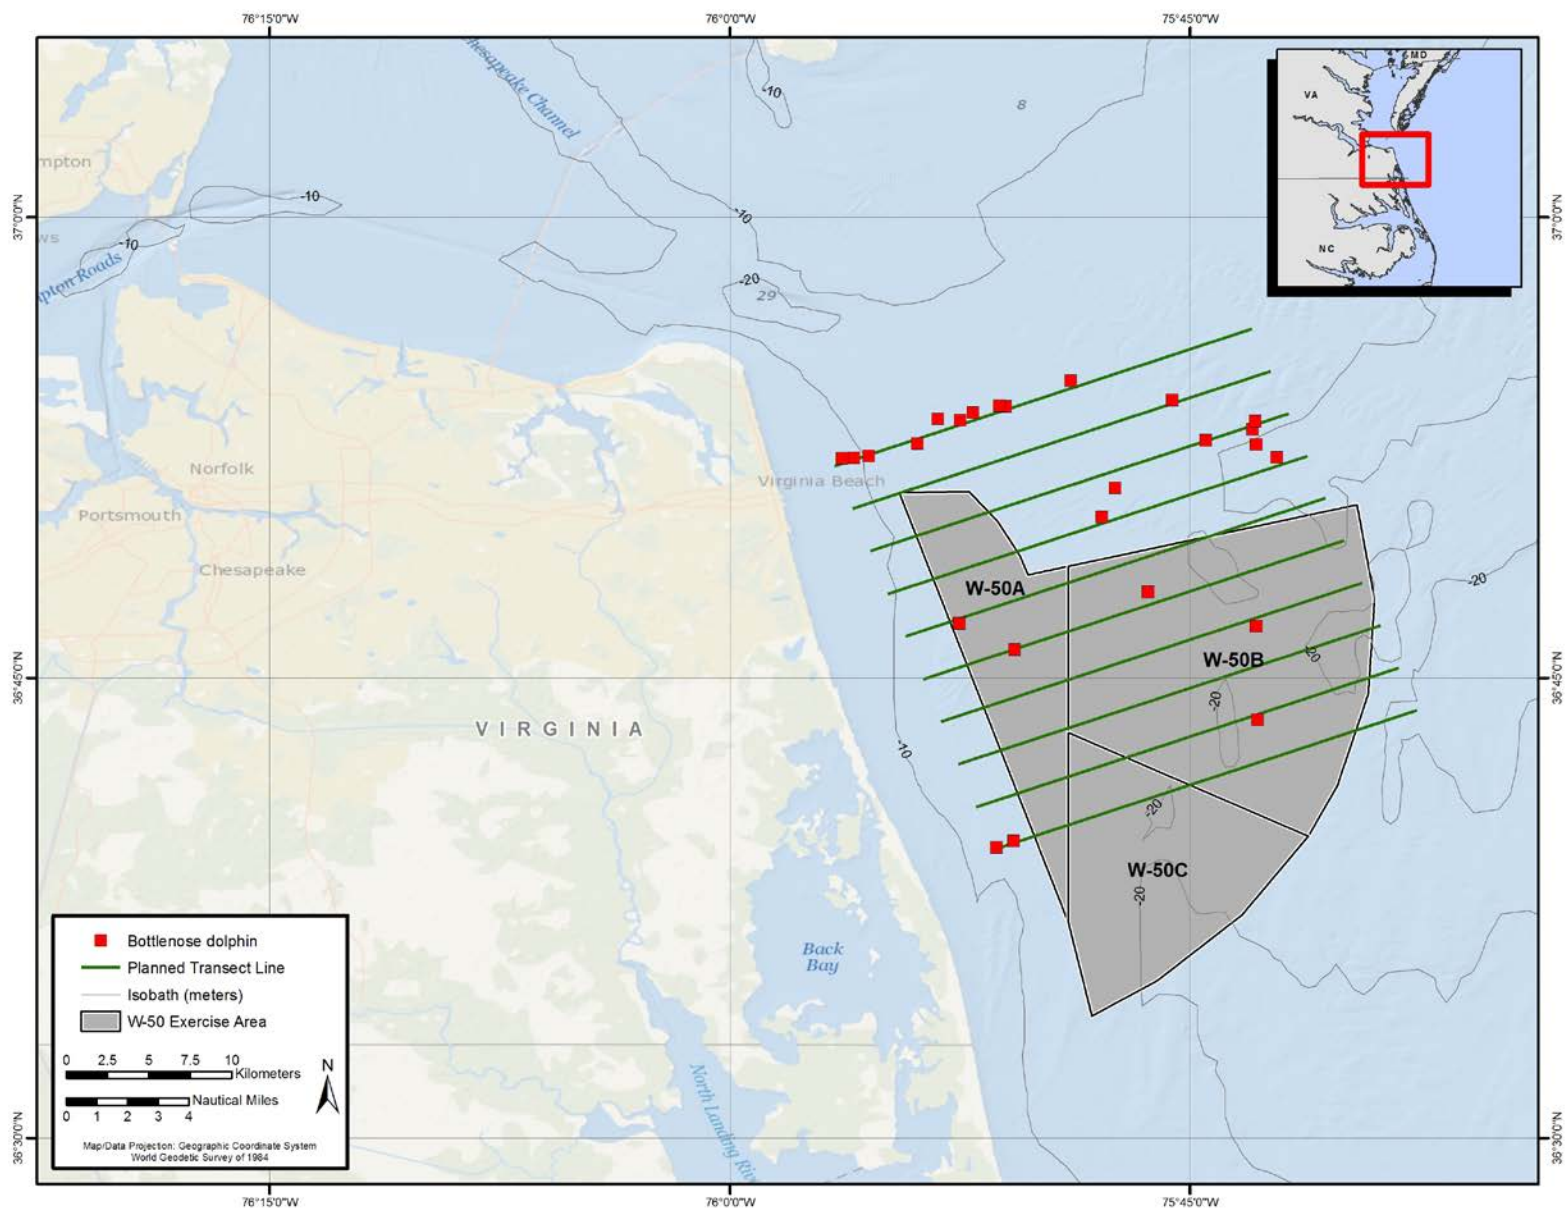 76°15'0"W
76°0'0"W
75°45'0"W
Chesapeake Channel
-10
8
MD
VA
NC
37°0'0"N
37°0'0"N
mpton
-10
-10
ws
-10
pton Roads
-20
29
Norfolk
Virginia Beach
Portsmouth
Chesapeake
W-50A
-20
36°45'0"N
36°45'0"N
W-50B
-20
-20
VIRGINIA
-10
-20
W-50C
-20
Back
Bay
North Landing Riv
Bottlenose dolphin
Planned Transect Line
Isobath (meters)
W-50 Exercise Area
0 2.5 5 7.5 10
Kilometers
N
Nautical Miles
0 1 2 3 4
Map/Data Projection: Geographic Coordinate System
World Geodetic Survey of 1984
36°30'0"N
36°30'0"N
76°15'0"W
76°0'0"W
75°45'0"W